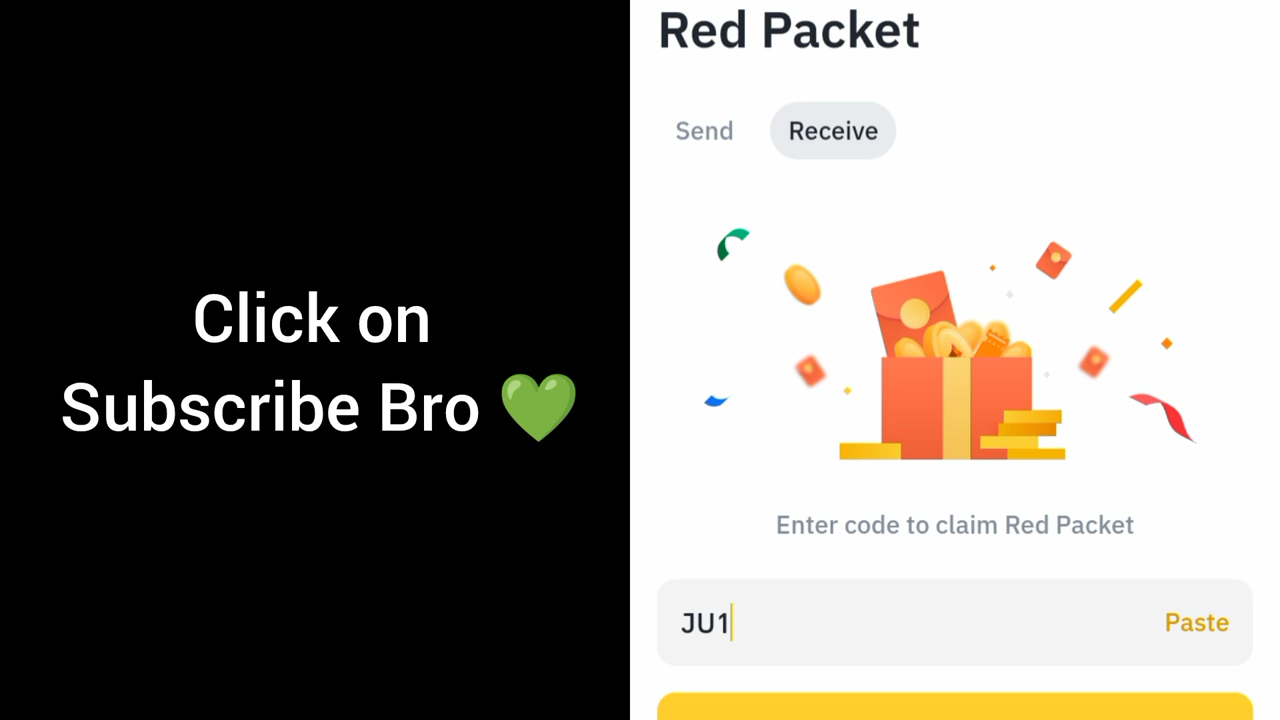 Click on
Subscribe Bro 💚
Red Packet
Send
Receive
Enter code to claim Red Packet
JU1
Paste